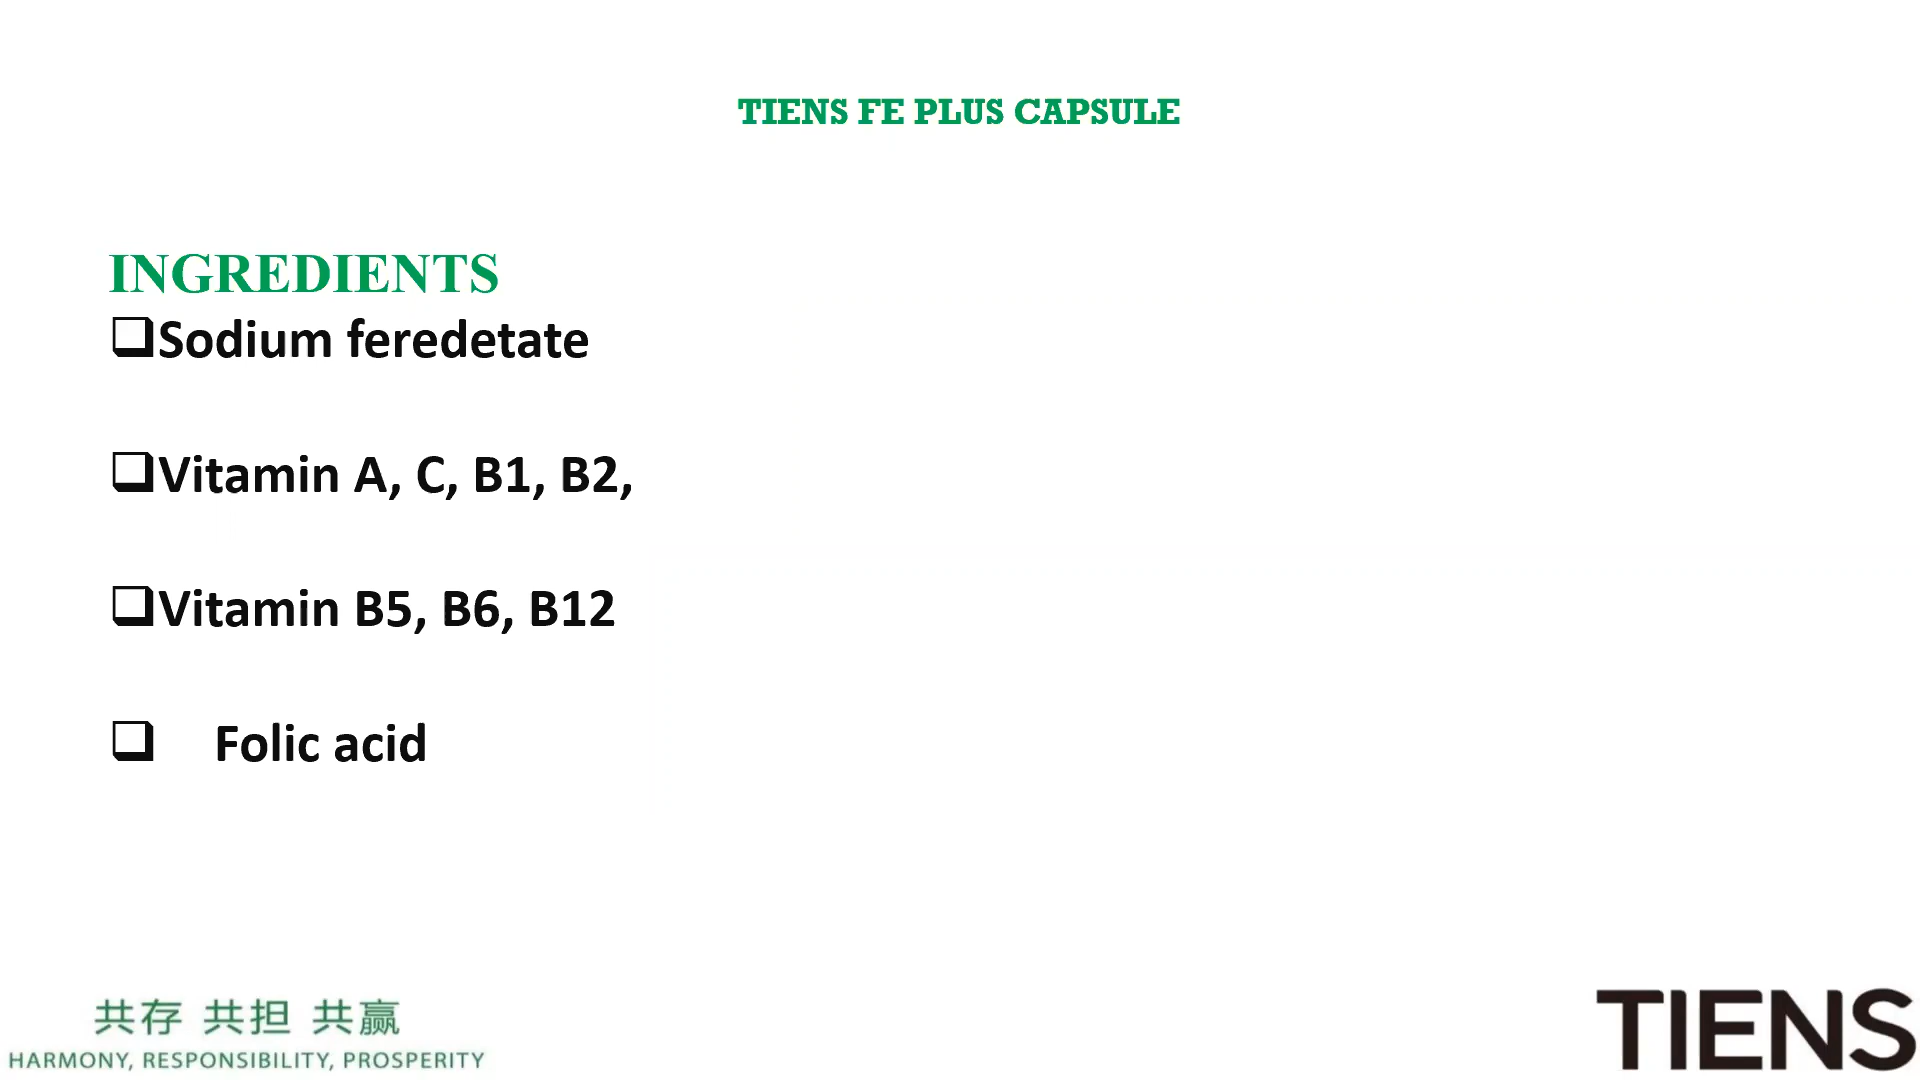 TIENS FE PLUS CAPSULE
INGREDIENTS
❑Sodium feredetate
❑Vitamin A, C, B1, B2,
❑Vitamin B5, B6, B12
❑ Folic acid
共存 共担 共赢
HARMONY, RESPONSIBILITY, PROSPERITY
TIENS